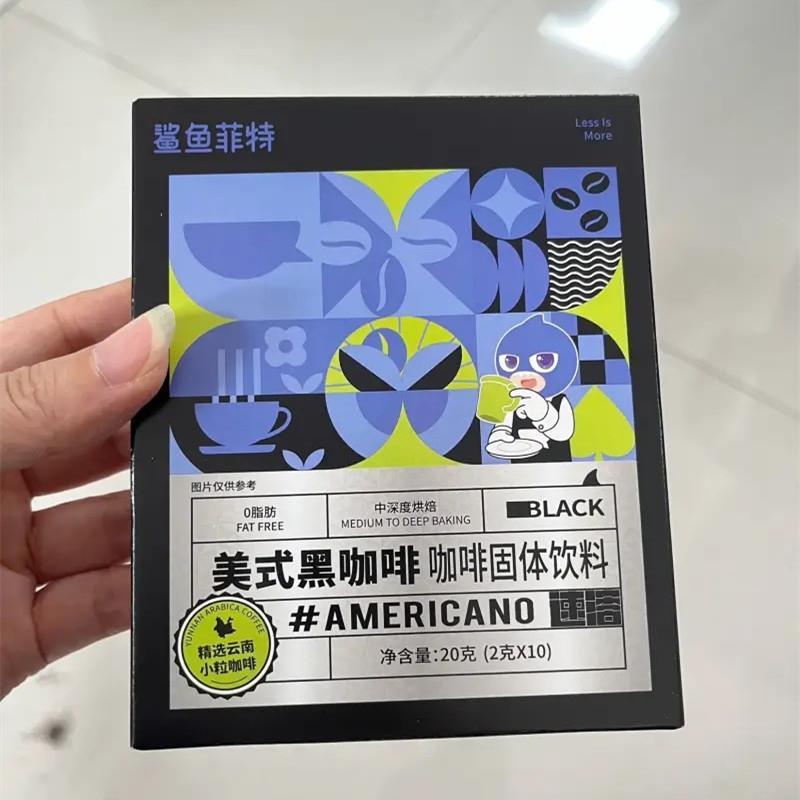 鲨鱼菲特
Less Is
More
图片仅供参考
0脂肪
FAT FREE
中深度烘焙
MEDIUM TO DEEP BAKING
BLACK
美式黑咖啡 咖啡固体饮料
#AMERICANO 速溶
YUNNAN ARABICA COFFEE
精选云南
小粒咖啡
净含量:20克 (2克X10)